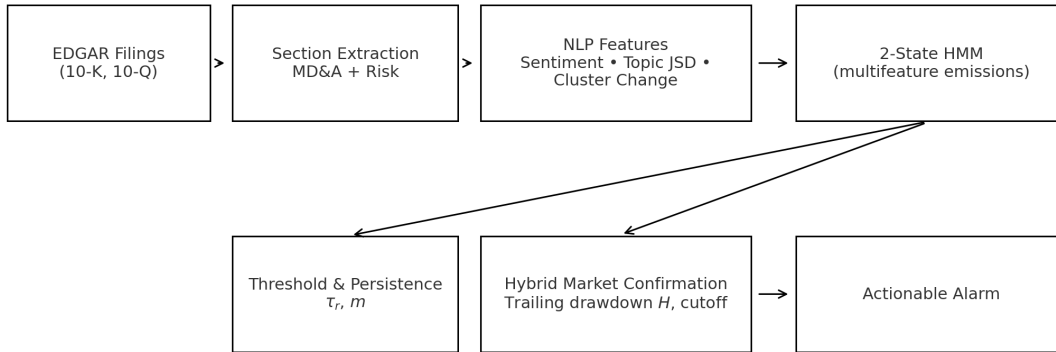 EDGAR Filings
(10-K, 10-Q)
Section Extraction
MD&A + Risk
NLP Features
Sentiment • Topic JSD •
Cluster Change
2-State HMM
(multifeature emissions)
Threshold & Persistence
τr, m
Hybrid Market Confirmation
Trailing drawdown H, cutoff
Actionable Alarm